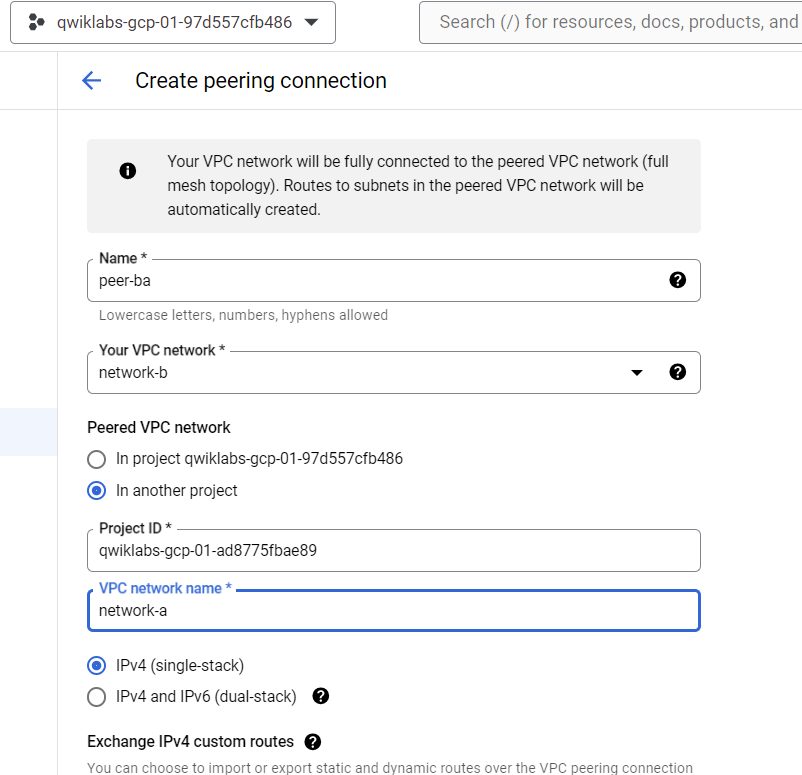 qwiklabs-gcp-01-97d557cfb486
Search (/) for resources, docs, products, and
Create peering connection
Your VPC network will be fully connected to the peered VPC network (full
mesh topology). Routes to subnets in the peered VPC network will be
automatically created.
Name *
peer-ba
Lowercase letters, numbers, hyphens allowed
Your VPC network *
network-b
Peered VPC network
In project qwiklabs-gcp-01-97d557cfb486
In another project
Project ID *
qwiklabs-gcp-01-ad8775fbae89
VPC network name *
network-a
IPv4 (single-stack)
IPv4 and IPv6 (dual-stack)
Exchange IPv4 custom routes
You can choose to import or export static and dynamic routes over the VPC peering connection